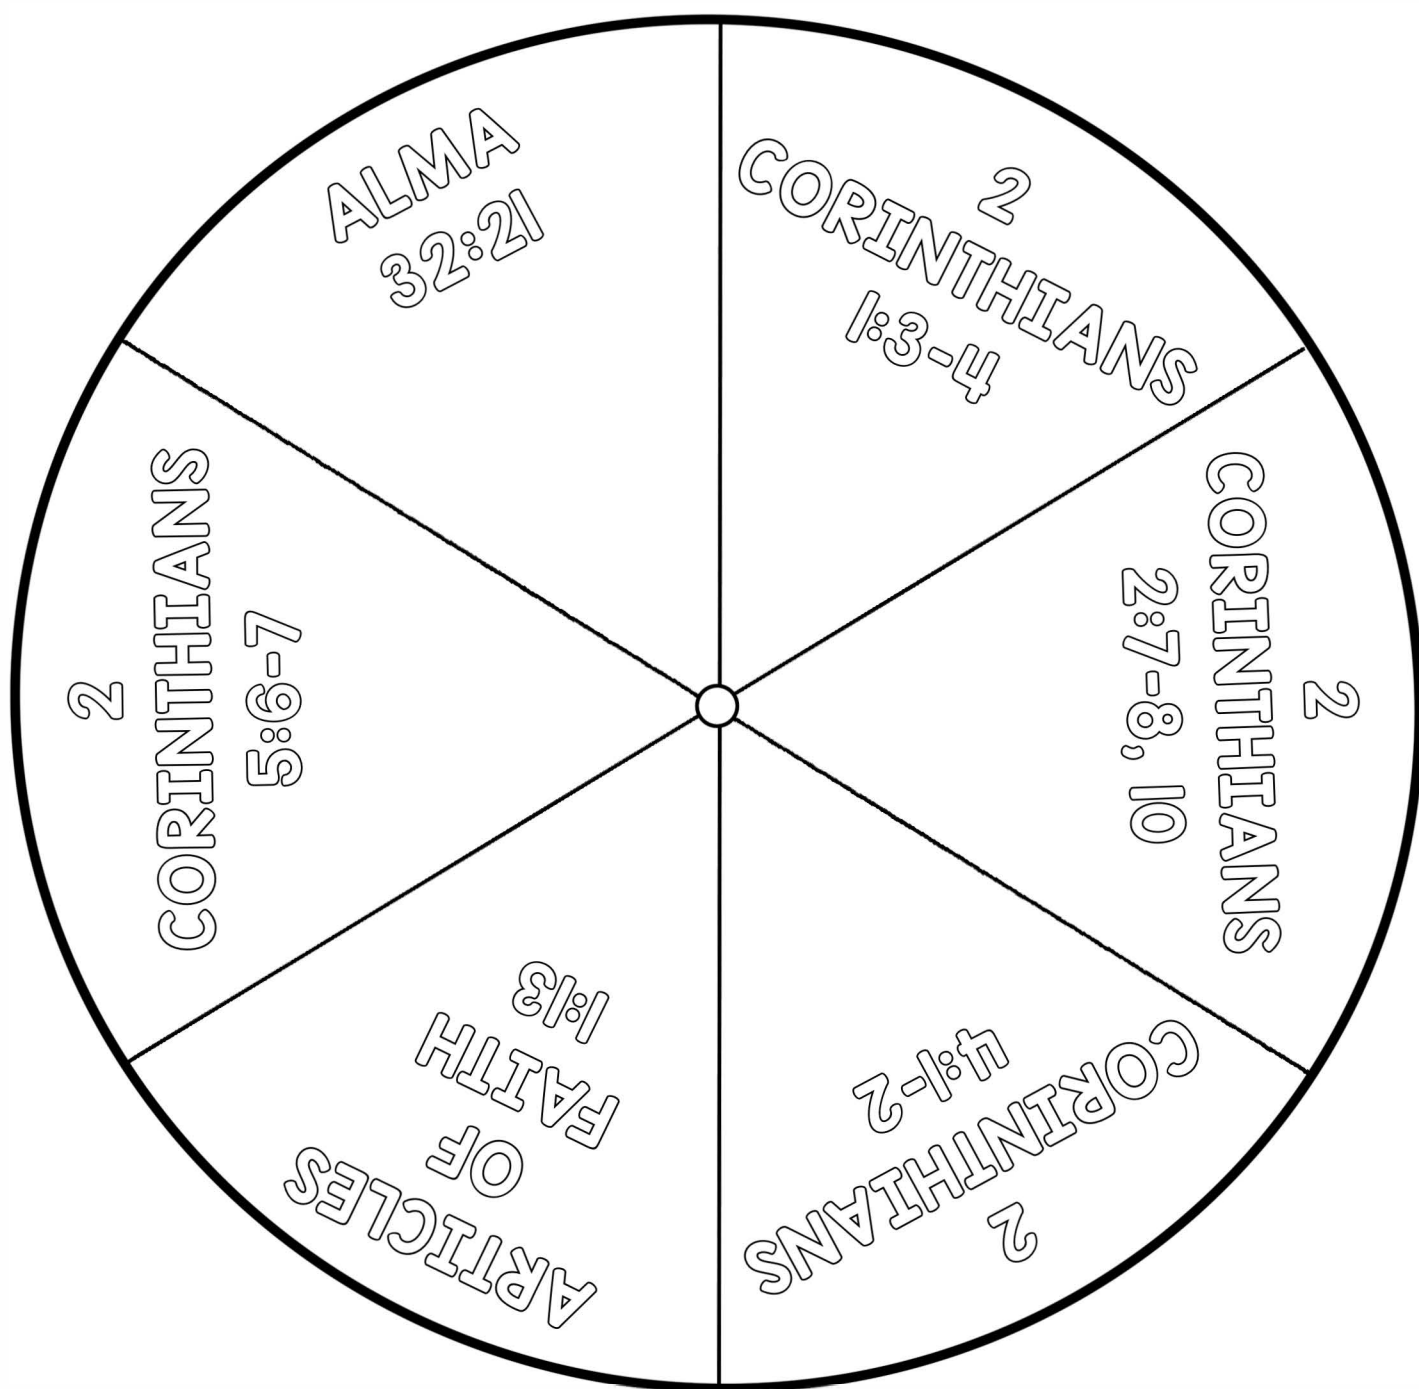 ALMA
32:21
2
CORINTHIANS
1:3-4
2
CORINTHIANS
2:7-8, 10
2
CORINTHIANS
4:1-2
ARTICLES
OF
FAITH
1:13
2
CORINTHIANS
5:6-7